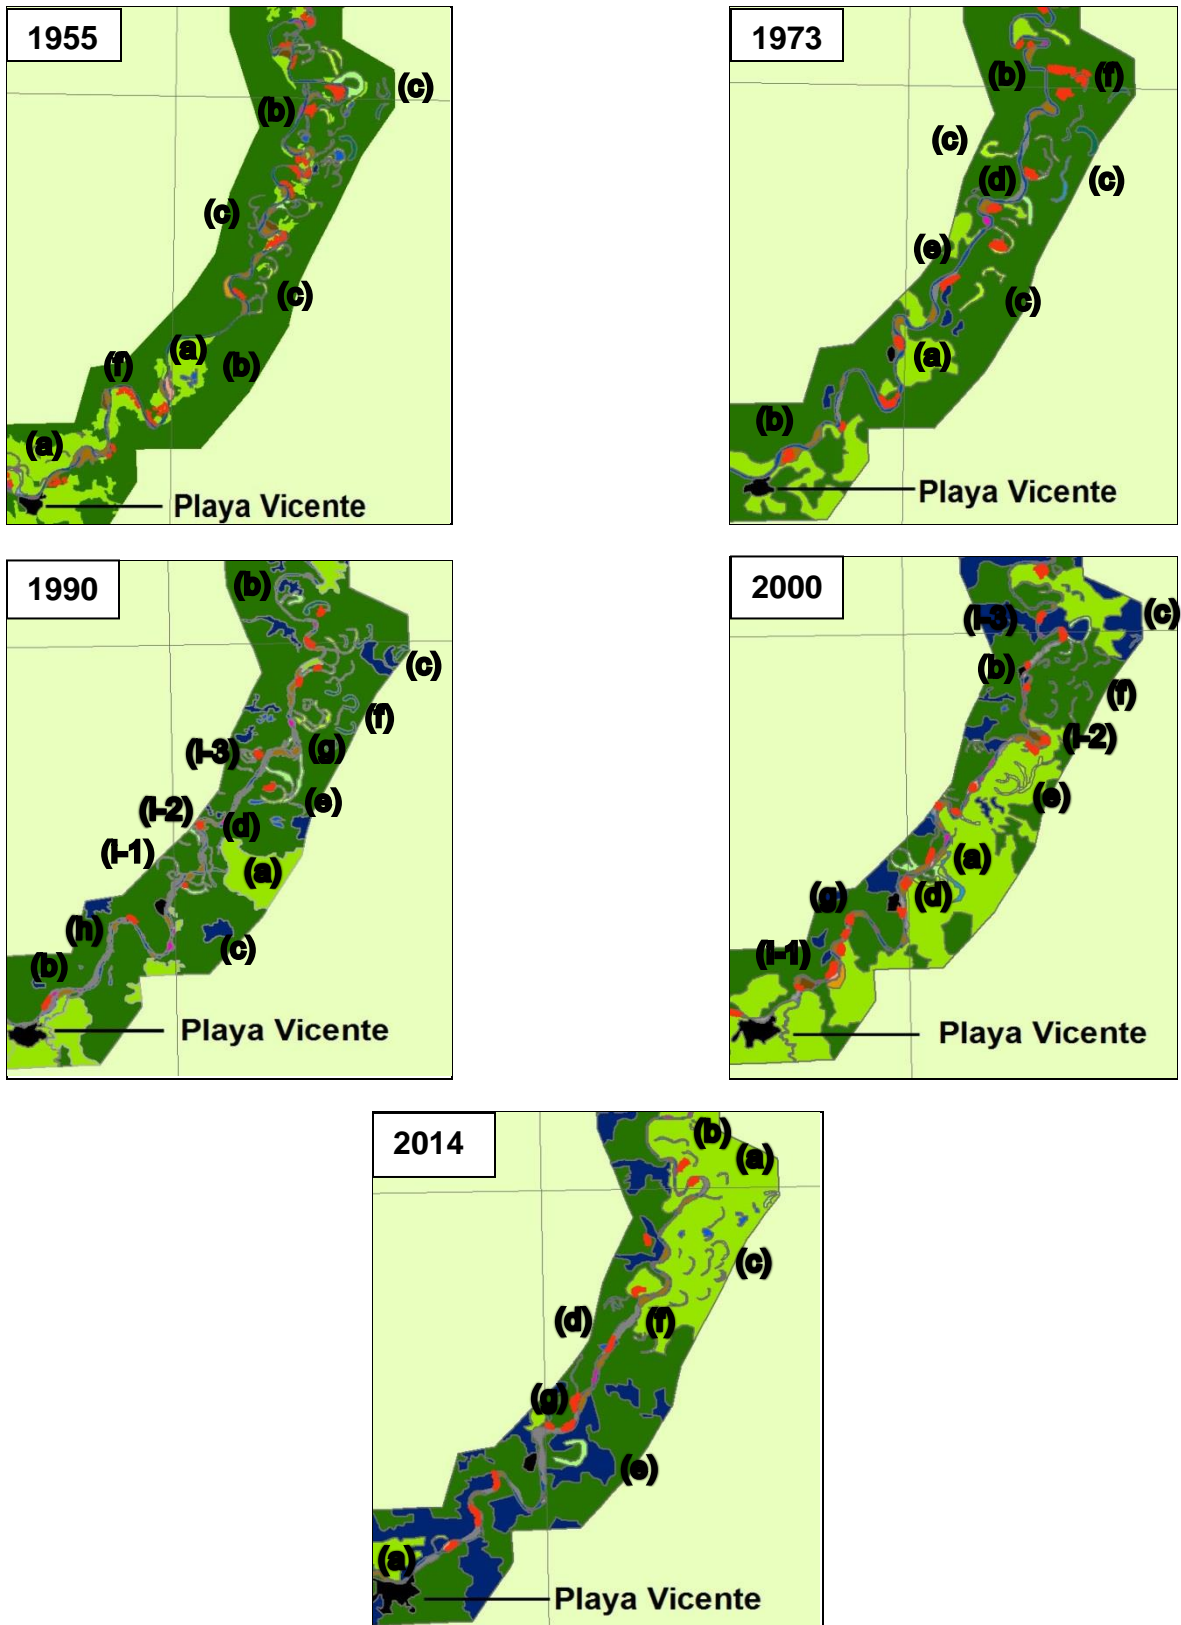 1955
(c)
(b)
(c)
(c)
(a)
(f)
(b)
(a)
Playa Vicente
1973
(b)
(f)
(c)
(d)
(c)
(e)
(c)
(a)
(b)
Playa Vicente
1990
(b)
(c)
(f)
(g)
(I-3)
(e)
(I-2)
(d)
(I-1)
(a)
(h)
(c)
(b)
Playa Vicente
2000
(c)
(I-3)
(b)
(f)
(I-2)
(e)
(a)
(g)
(d)
(I-1)
Playa Vicente
2014
(b)
(a)
(c)
(d)
(f)
(g)
(e)
(a)
Playa Vicente